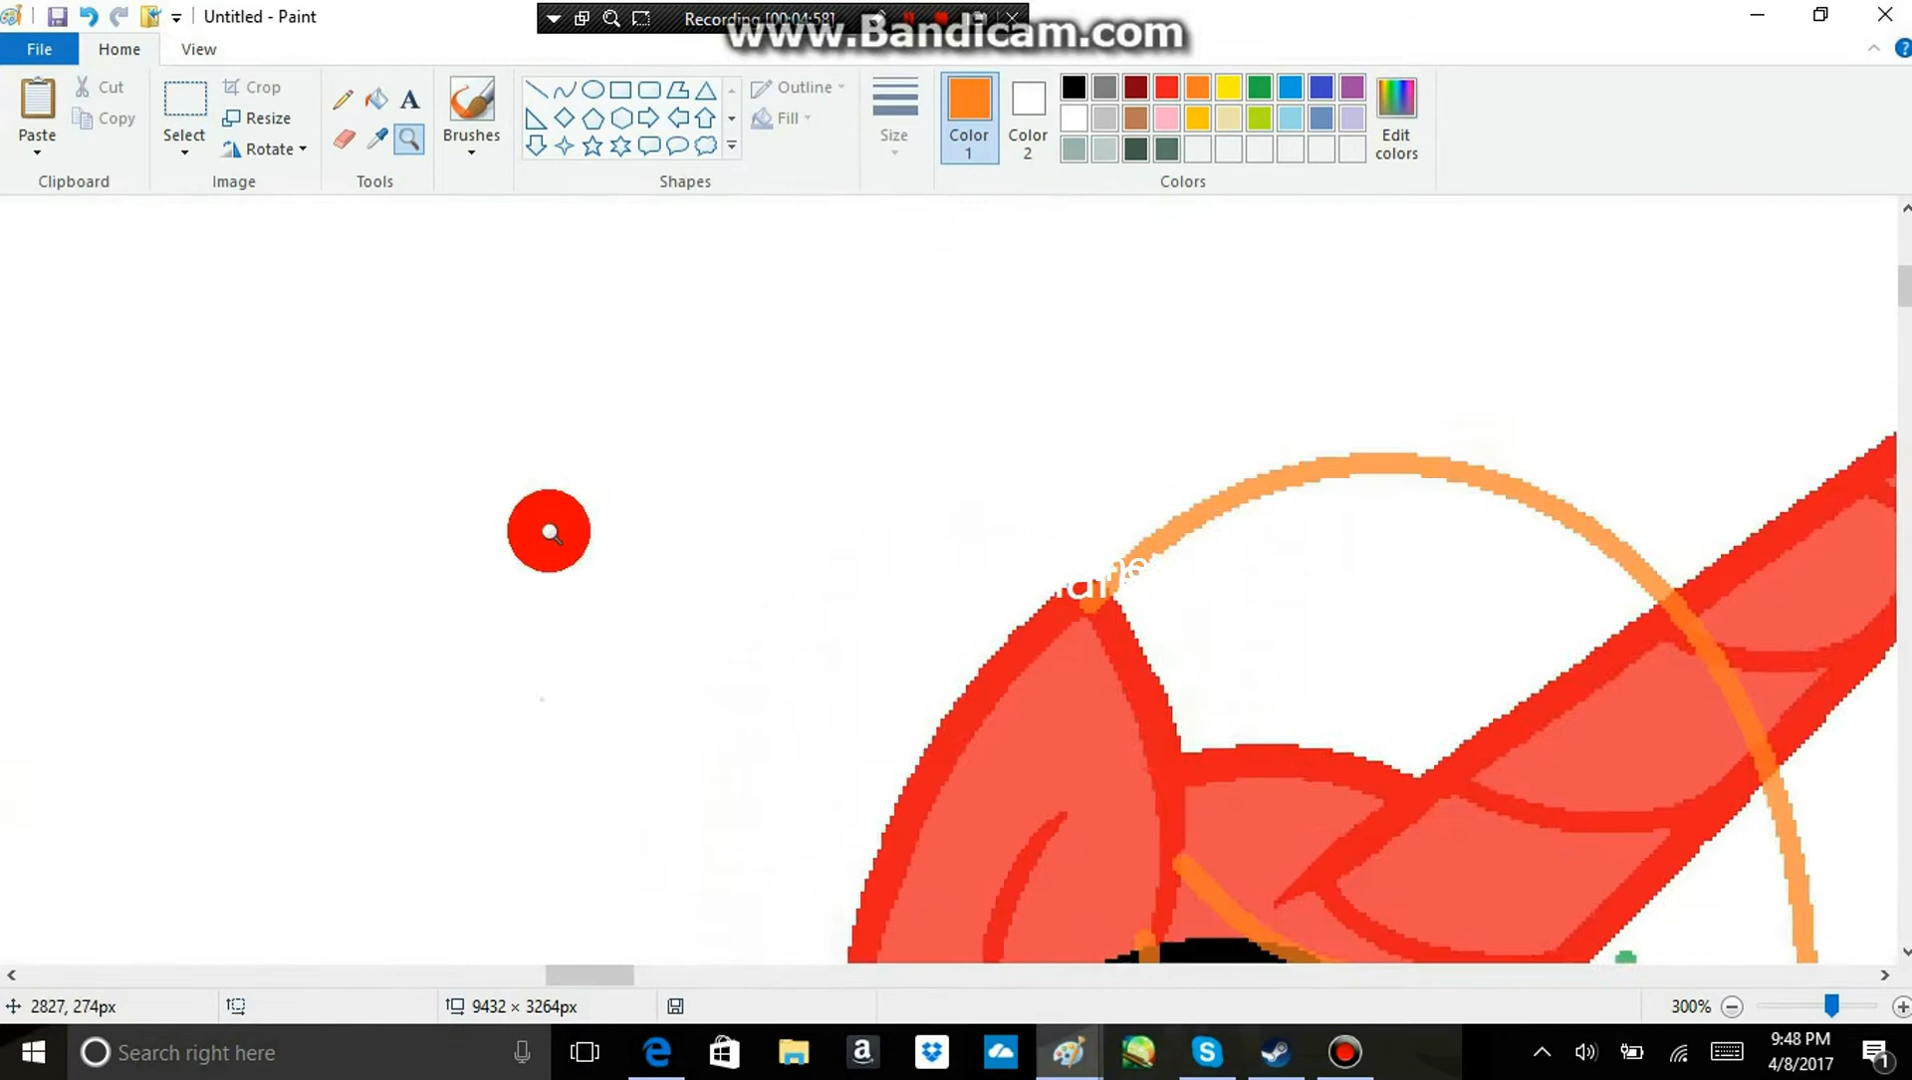 Untitled - Paint
Recording [00:04:58]
www.Bandicam.com
File Home View
Paste
Cut
Copy
Clipboard
Select
Crop
Resize
Rotate
Image
Tools
Brushes
Shapes
Outline
Fill
Size
Color 1
Color 2
Edit colors
Colors
2827, 274px
9432 × 3264px
300%
Search right here
9:48 PM
4/8/2017
1